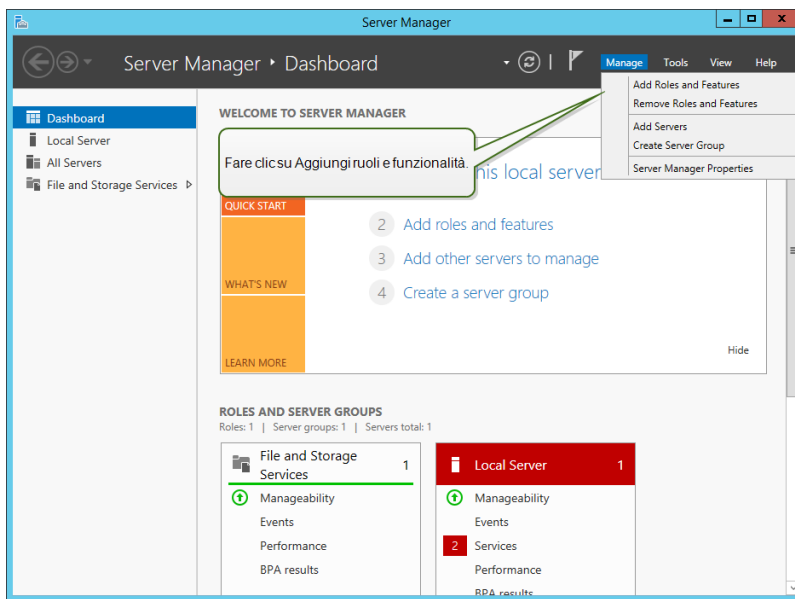 Server Manager
Server Manager • Dashboard
Manage Tools View Help
Add Roles and Features
Remove Roles and Features
Add Servers
Create Server Group
Server Manager Properties
Dashboard
Local Server
All Servers
File and Storage Services
WELCOME TO SERVER MANAGER
Fare clic su Aggiungi ruoli e funzionalità.
his local server
QUICK START
2 Add roles and features
3 Add other servers to manage
WHAT'S NEW
4 Create a server group
Hide
LEARN MORE
ROLES AND SERVER GROUPS
Roles: 1 | Server groups: 1 | Servers total: 1
File and Storage
Services
1
Manageability
Events
Performance
BPA results
Local Server 1
Manageability
Events
2 Services
Performance
BPA results